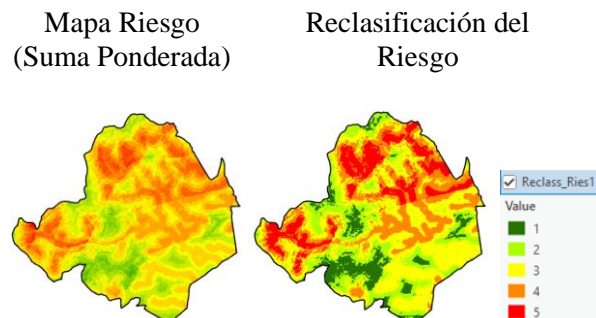 Mapa Riesgo
(Suma Ponderada)
Reclasificación del
Riesgo
Reclass_Ries1
Value
1
2
3
4
5